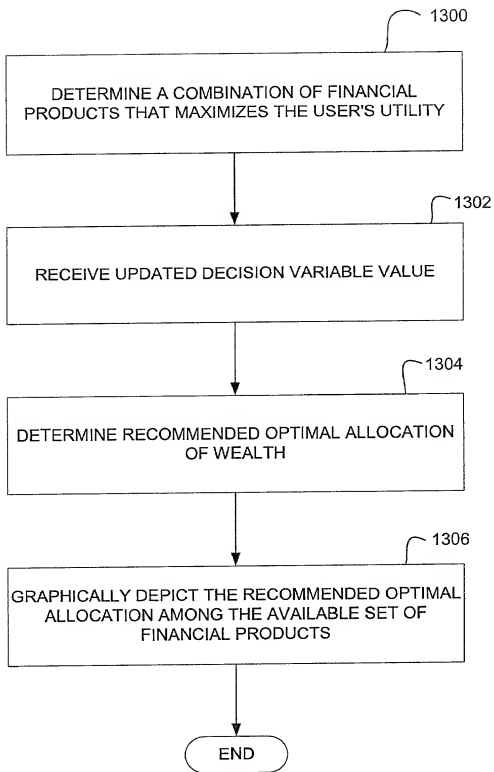 1300
DETERMINE A COMBINATION OF FINANCIAL
PRODUCTS THAT MAXIMIZES THE USER'S UTILITY
1302
RECEIVE UPDATED DECISION VARIABLE VALUE
1304
DETERMINE RECOMMENDED OPTIMAL ALLOCATION
OF WEALTH
1306
GRAPHICALLY DEPICT THE RECOMMENDED OPTIMAL
ALLOCATION AMONG THE AVAILABLE SET OF
FINANCIAL PRODUCTS
END